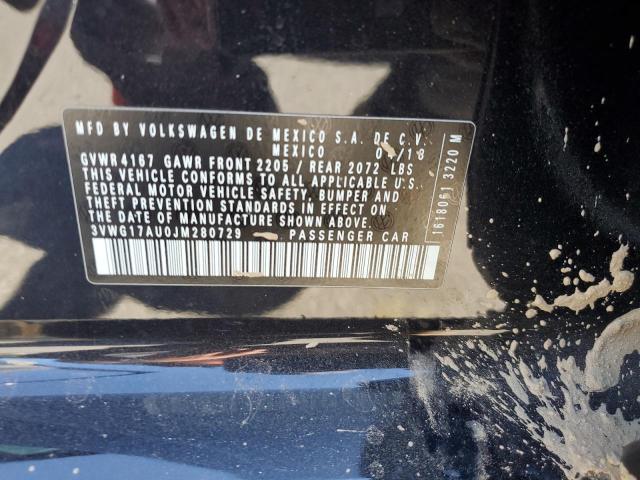 MFD BY VOLKSWAGEN DE MEXICO S.A. DE C.V.
MEXICO 04/18
GVWR 4167 GAWR FRONT 2205 / REAR 2072 LBS
THIS VEHICLE CONFORMS TO ALL APPLICABLE U.S.
FEDERAL MOTOR VEHICLE SAFETY, BUMPER AND
THEFT PREVENTION STANDARDS IN EFFECT ON
THE DATE OF MANUFACTURE SHOWN ABOVE.
3VWG17AU0JM280729 PASSENGER CAR
3220 M